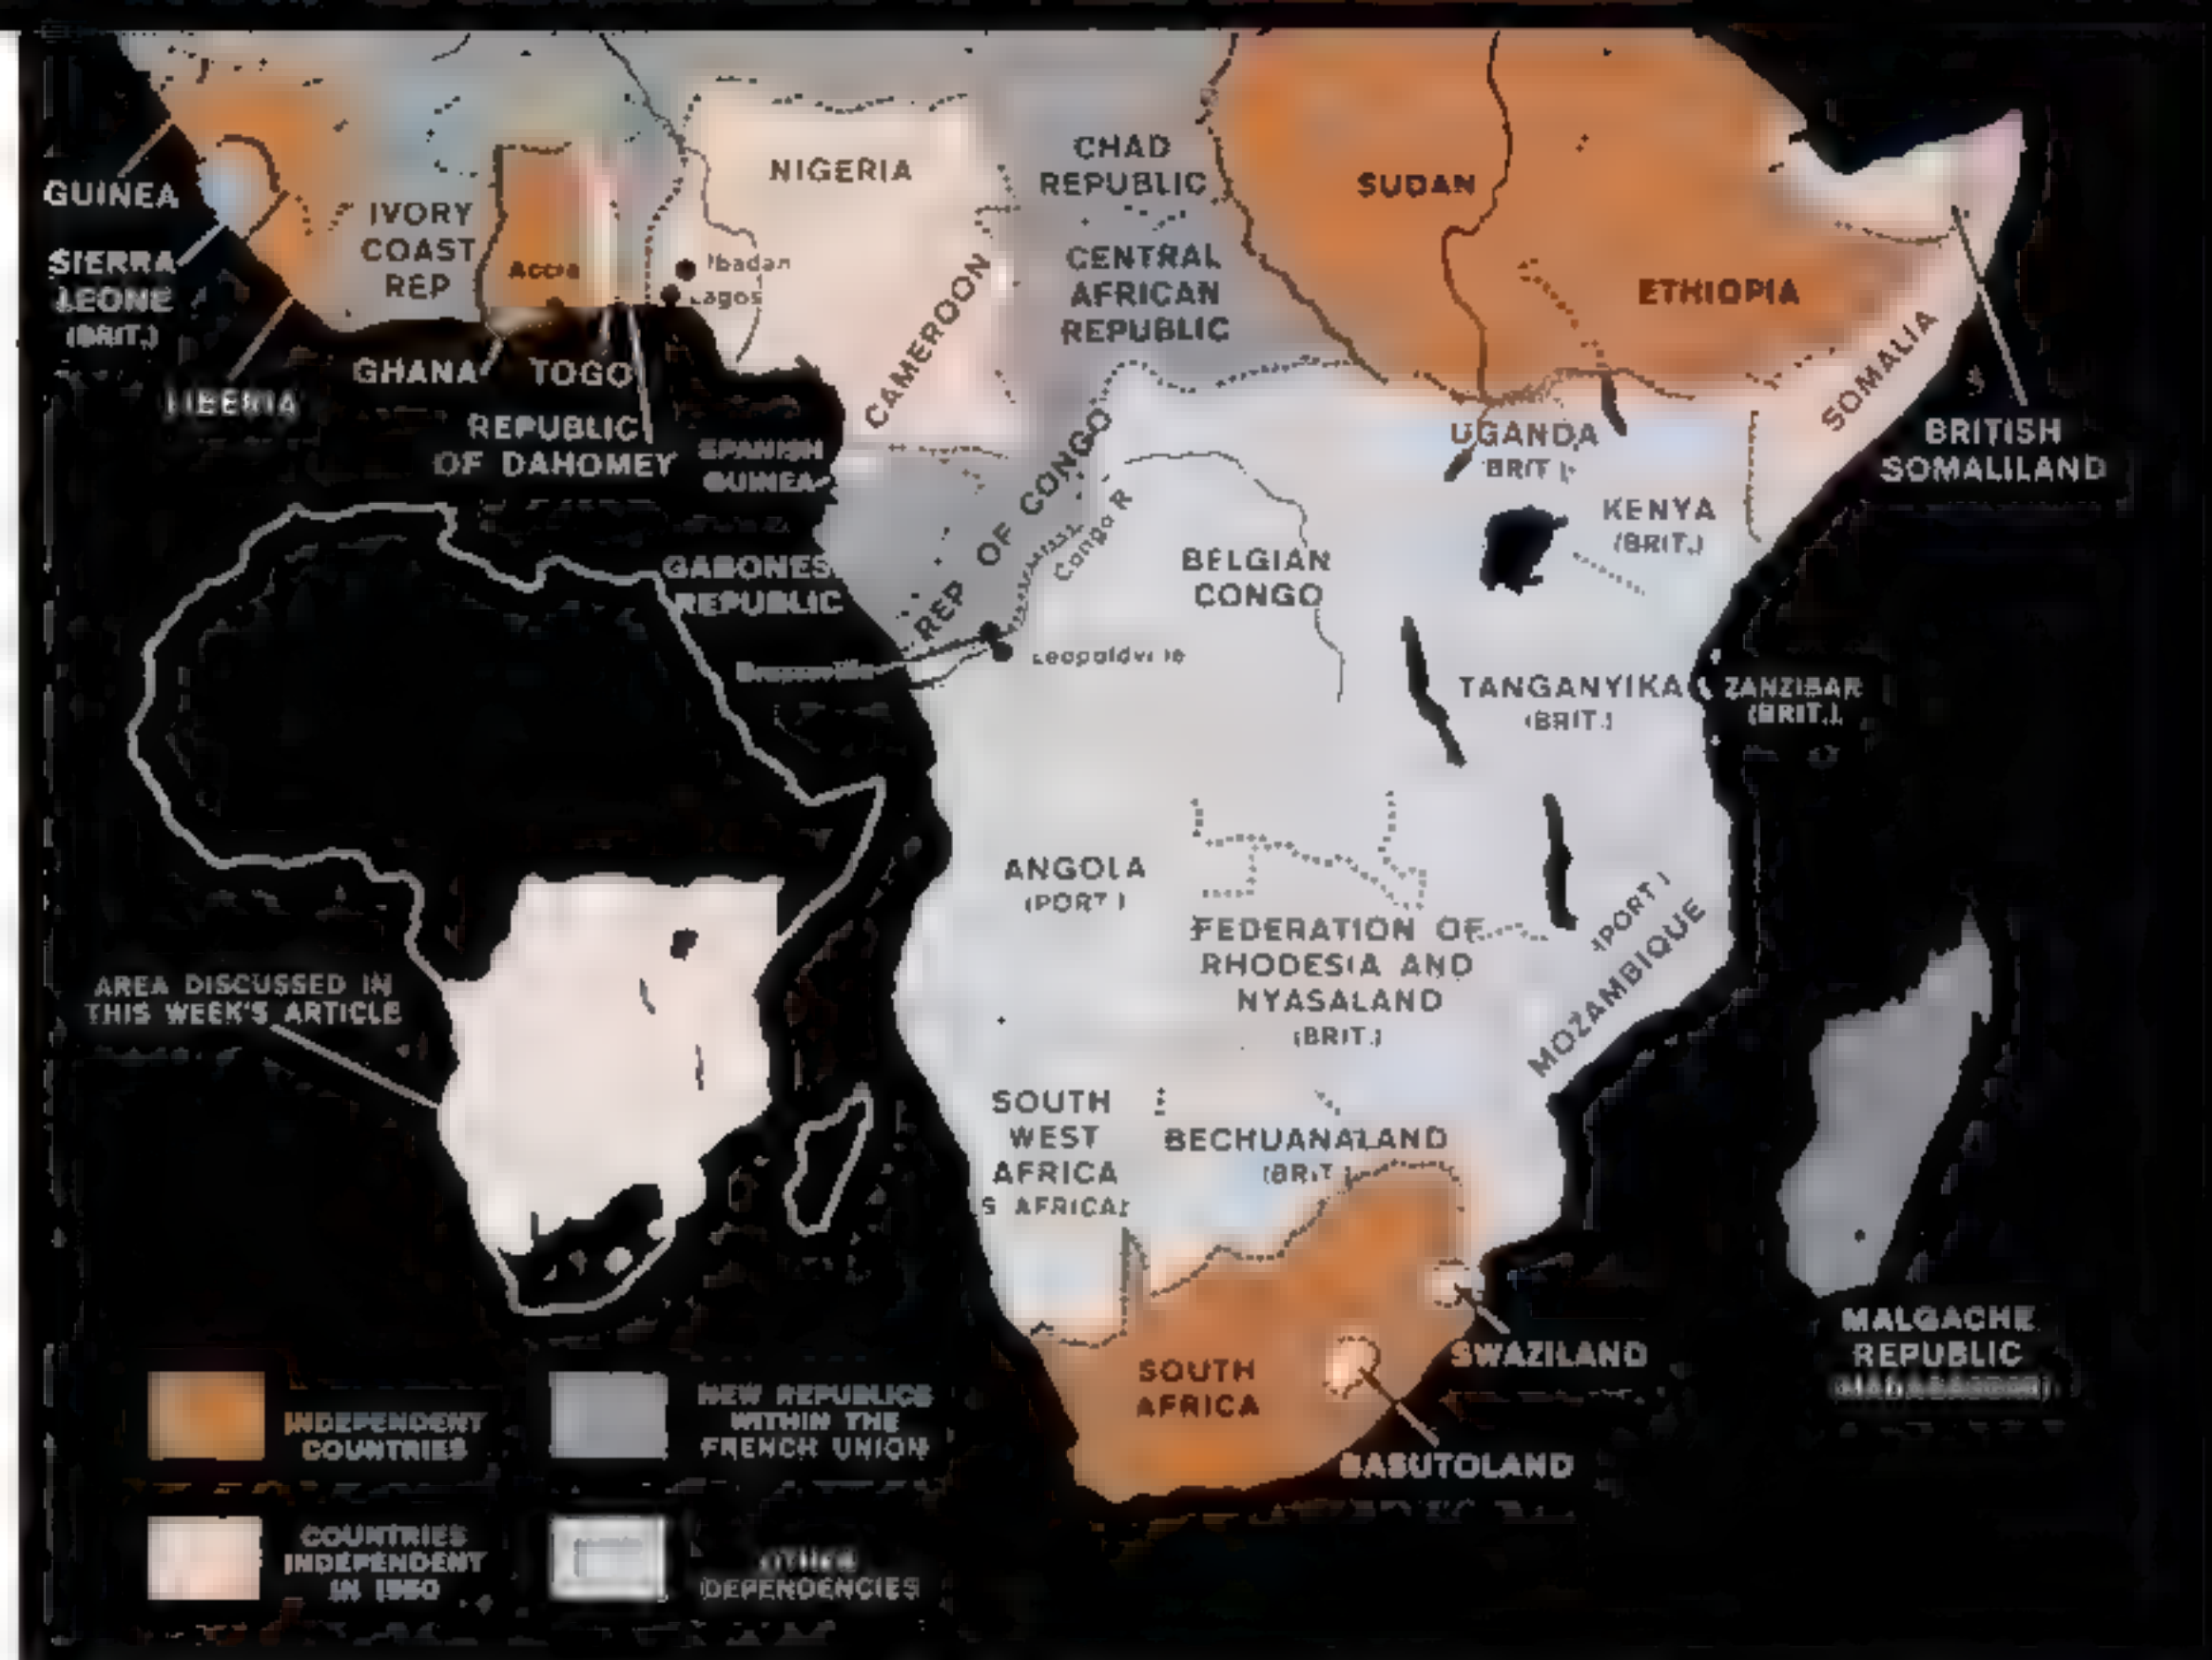 GUINEA
SIERRA
LEONE
(BRIT.)
LIBERIA
IVORY
COAST
REP
Accra
GHANA
TOGO
REPUBLIC
OF DAHOMEY
Ibadan
Lagos
NIGERIA
CAMEROON
SPANISH
GUINEA
CHAD
REPUBLIC
CENTRAL
AFRICAN
REPUBLIC
SUDAN
ETHIOPIA
SOMALIA
BRITISH
SOMALILAND
UGANDA
(BRIT.)
KENYA
(BRIT.)
GABONES
REPUBLIC
REP OF CONGO
Congo R
BELGIAN
CONGO
Leopoldville
TANGANYIKA
(BRIT.)
ZANZIBAR
(BRIT.)
ANGOLA
(PORT.)
FEDERATION OF
RHODESIA AND
NYASALAND
(BRIT.)
(PORT.)
MOZAMBIQUE
AREA DISCUSSED IN
THIS WEEK'S ARTICLE
SOUTH
WEST
AFRICA
(S AFRICA)
BECHUANALAND
(BRIT.)
SOUTH
AFRICA
SWAZILAND
BASUTOLAND
MALGACHE
REPUBLIC
(MADAGASCAR)
INDEPENDENT
COUNTRIES
NEW REPUBLICS
WITHIN THE
FRENCH UNION
COUNTRIES
INDEPENDENT
IN 1960
OTHER
DEPENDENCIES